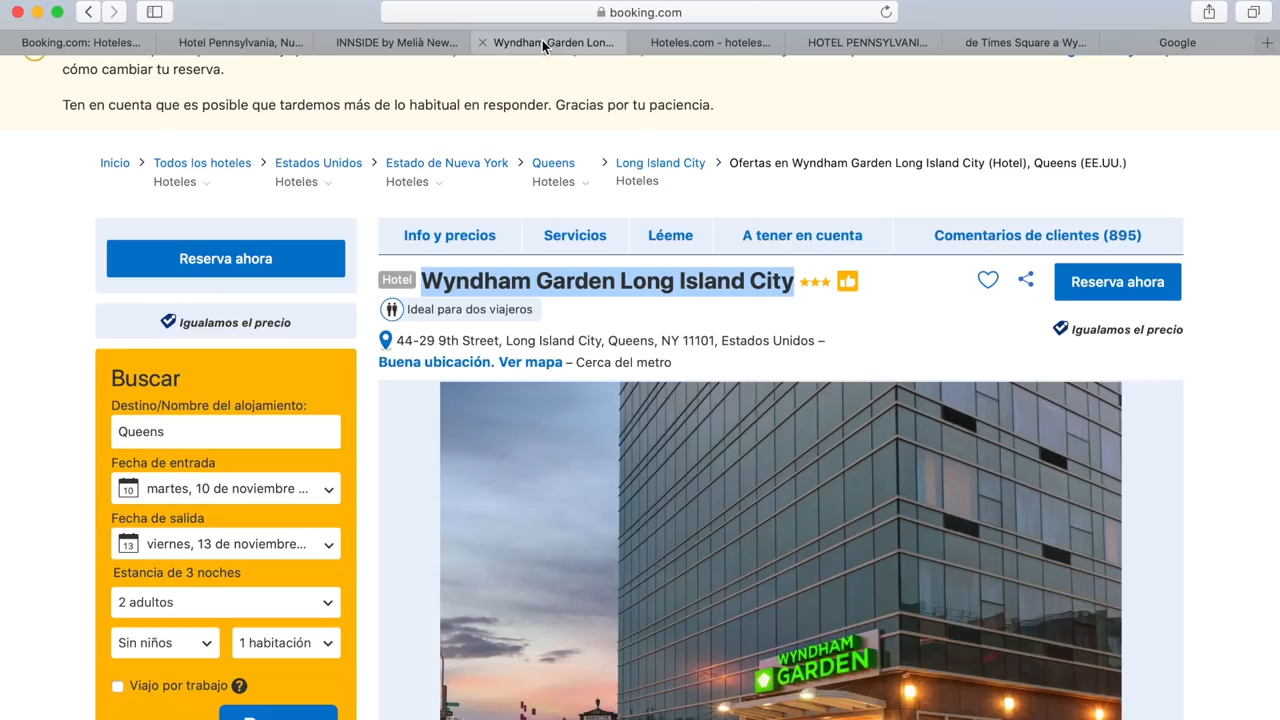 booking.com
Booking.com: Hoteles...
Hotel Pennsylvania, Nu...
INNSIDE by Melià New...
Wyndham Garden Lon...
Hoteles.com - hoteles...
HOTEL PENNSYLVANI...
de Times Square a Wy...
Google
cómo cambiar tu reserva.
Ten en cuenta que es posible que tardemos más de lo habitual en responder. Gracias por tu paciencia.
Inicio > Todos los hoteles > Estados Unidos > Estado de Nueva York > Queens > Long Island City > Ofertas en Wyndham Garden Long Island City (Hotel), Queens (EE.UU.)
Hoteles Hoteles Hoteles Hoteles Hoteles
Reserva ahora
Igualamos el precio
Buscar
Destino/Nombre del alojamiento:
Queens
Fecha de entrada
10 martes, 10 de noviembre ...
Fecha de salida
13 viernes, 13 de noviembre...
Estancia de 3 noches
2 adultos
Sin niños
1 habitación
Viajo por trabajo ?
Info y precios
Servicios
Léeme
A tener en cuenta
Comentarios de clientes (895)
Hotel Wyndham Garden Long Island City
Reserva ahora
Ideal para dos viajeros
Igualamos el precio
44-29 9th Street, Long Island City, Queens, NY 11101, Estados Unidos –
Buena ubicación. Ver mapa – Cerca del metro
WYNDHAM
GARDEN